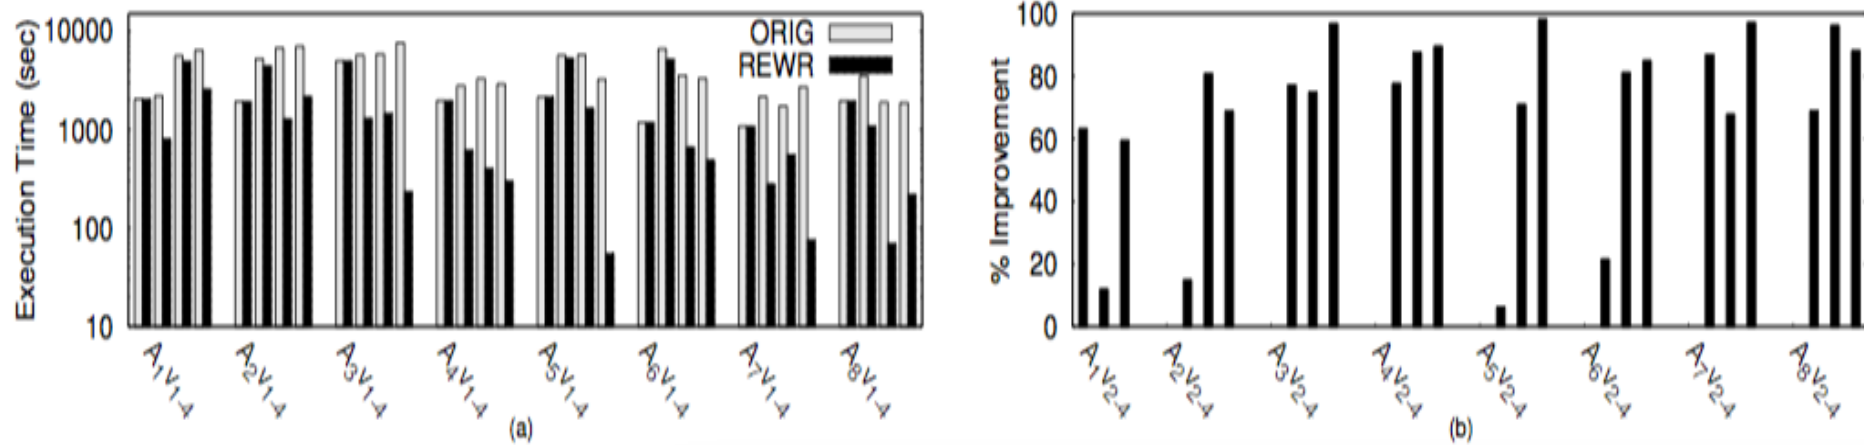 Execution Time (sec)
10000
1000
100
10
ORIG
REWR
A1v1-4
A2v1-4
A3v1-4
A4v1-4
A5v1-4
A6v1-4
A7v1-4
A8v1-4
(a)
% Improvement
100
80
60
40
20
0
A1v2-4
A2v2-4
A3v2-4
A4v2-4
A5v2-4
A6v2-4
A7v2-4
A8v2-4
(b)